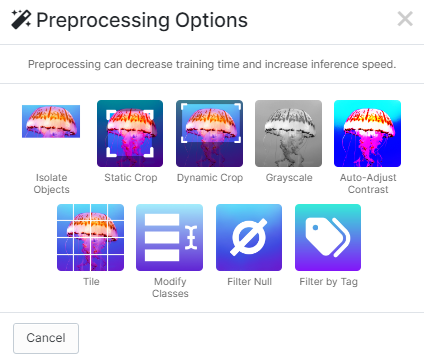 Preprocessing Options
Preprocessing can decrease training time and increase inference speed.
Isolate
Objects
Static Crop
Dynamic Crop
Grayscale
Auto-Adjust
Contrast
Tile
Modify
Classes
Filter Null
Filter by Tag
Cancel